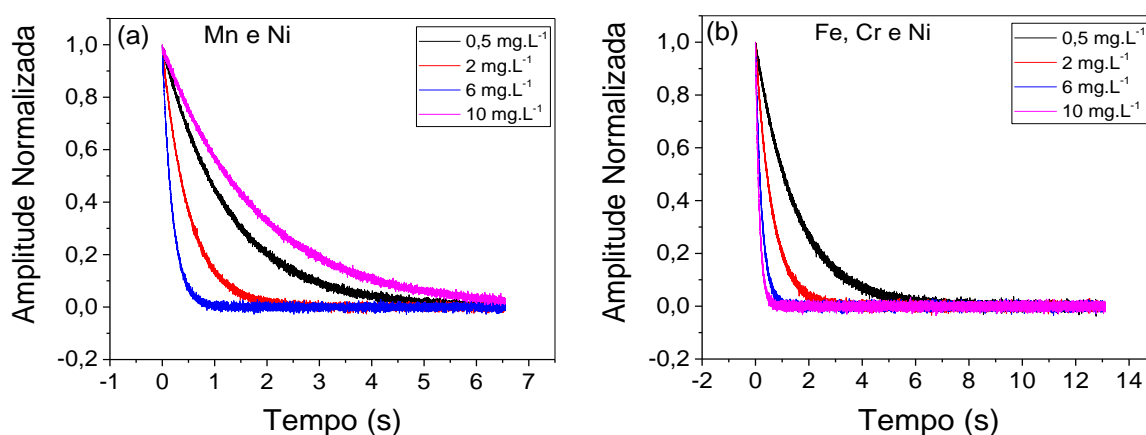 (a)
Mn e Ni
0,5 mg.L⁻¹
2 mg.L⁻¹
6 mg.L⁻¹
10 mg.L⁻¹
Amplitude Normalizada
1,0
0,8
0,6
0,4
0,2
0,0
-0,2
-1 0 1 2 3 4 5 6 7
Tempo (s)
(b)
Fe, Cr e Ni
0,5 mg.L⁻¹
2 mg.L⁻¹
6 mg.L⁻¹
10 mg.L⁻¹
Amplitude Normalizada
1,0
0,8
0,6
0,4
0,2
0,0
-0,2
-2 0 2 4 6 8 10 12 14
Tempo (s)